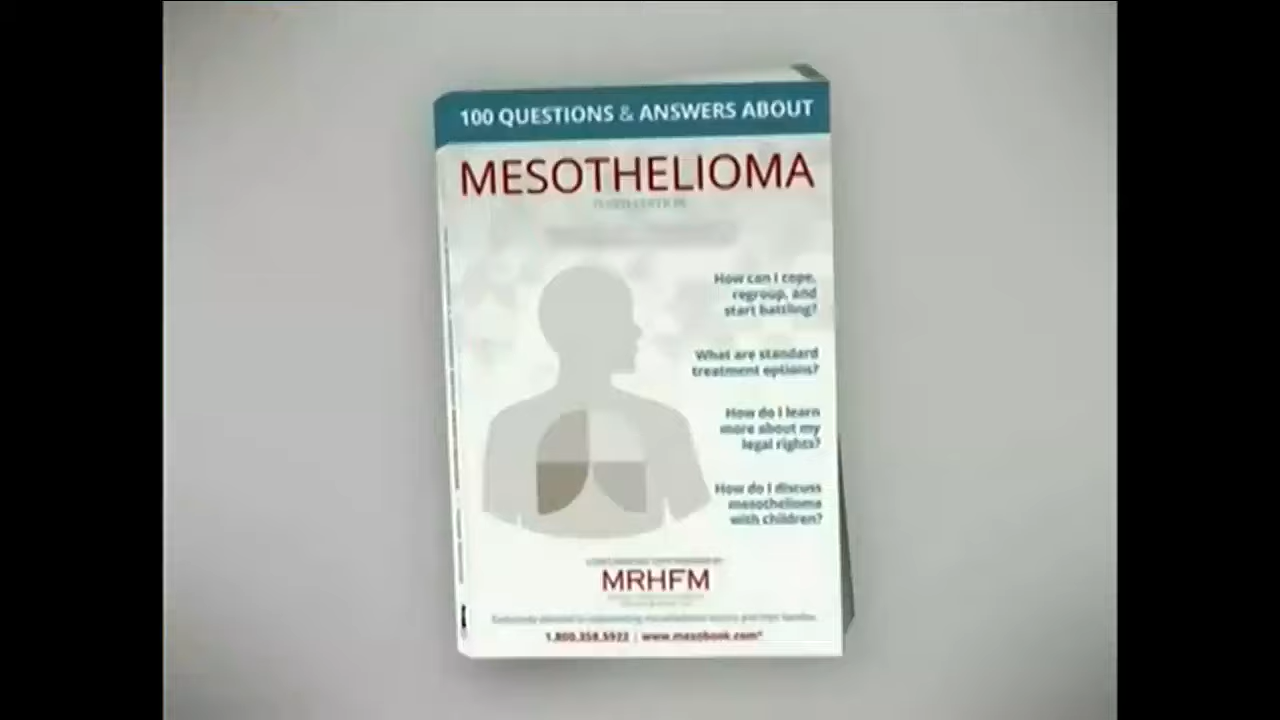 100 QUESTIONS & ANSWERS ABOUT
MESOTHELIOMA
How can I cope,
regroup, and
start battling?
What are standard
treatment options?
How do I learn
more about my
legal rights?
How do I discuss
mesothelioma
with children?
MRHFM
1.800.358.5922 | www.mesobook.com*